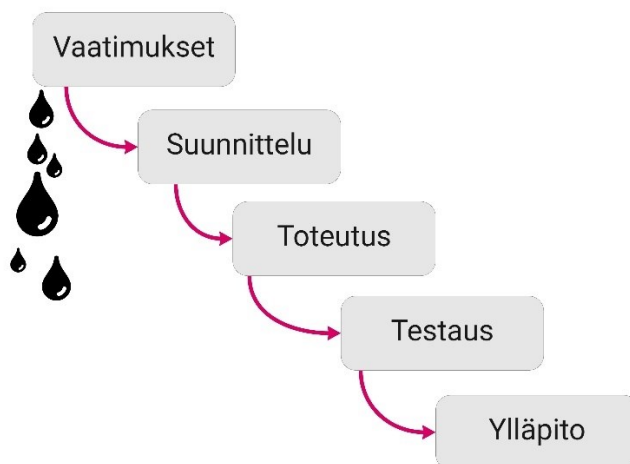 Vaatimukset
Suunnittelu
Toteutus
Testaus
Ylläpito